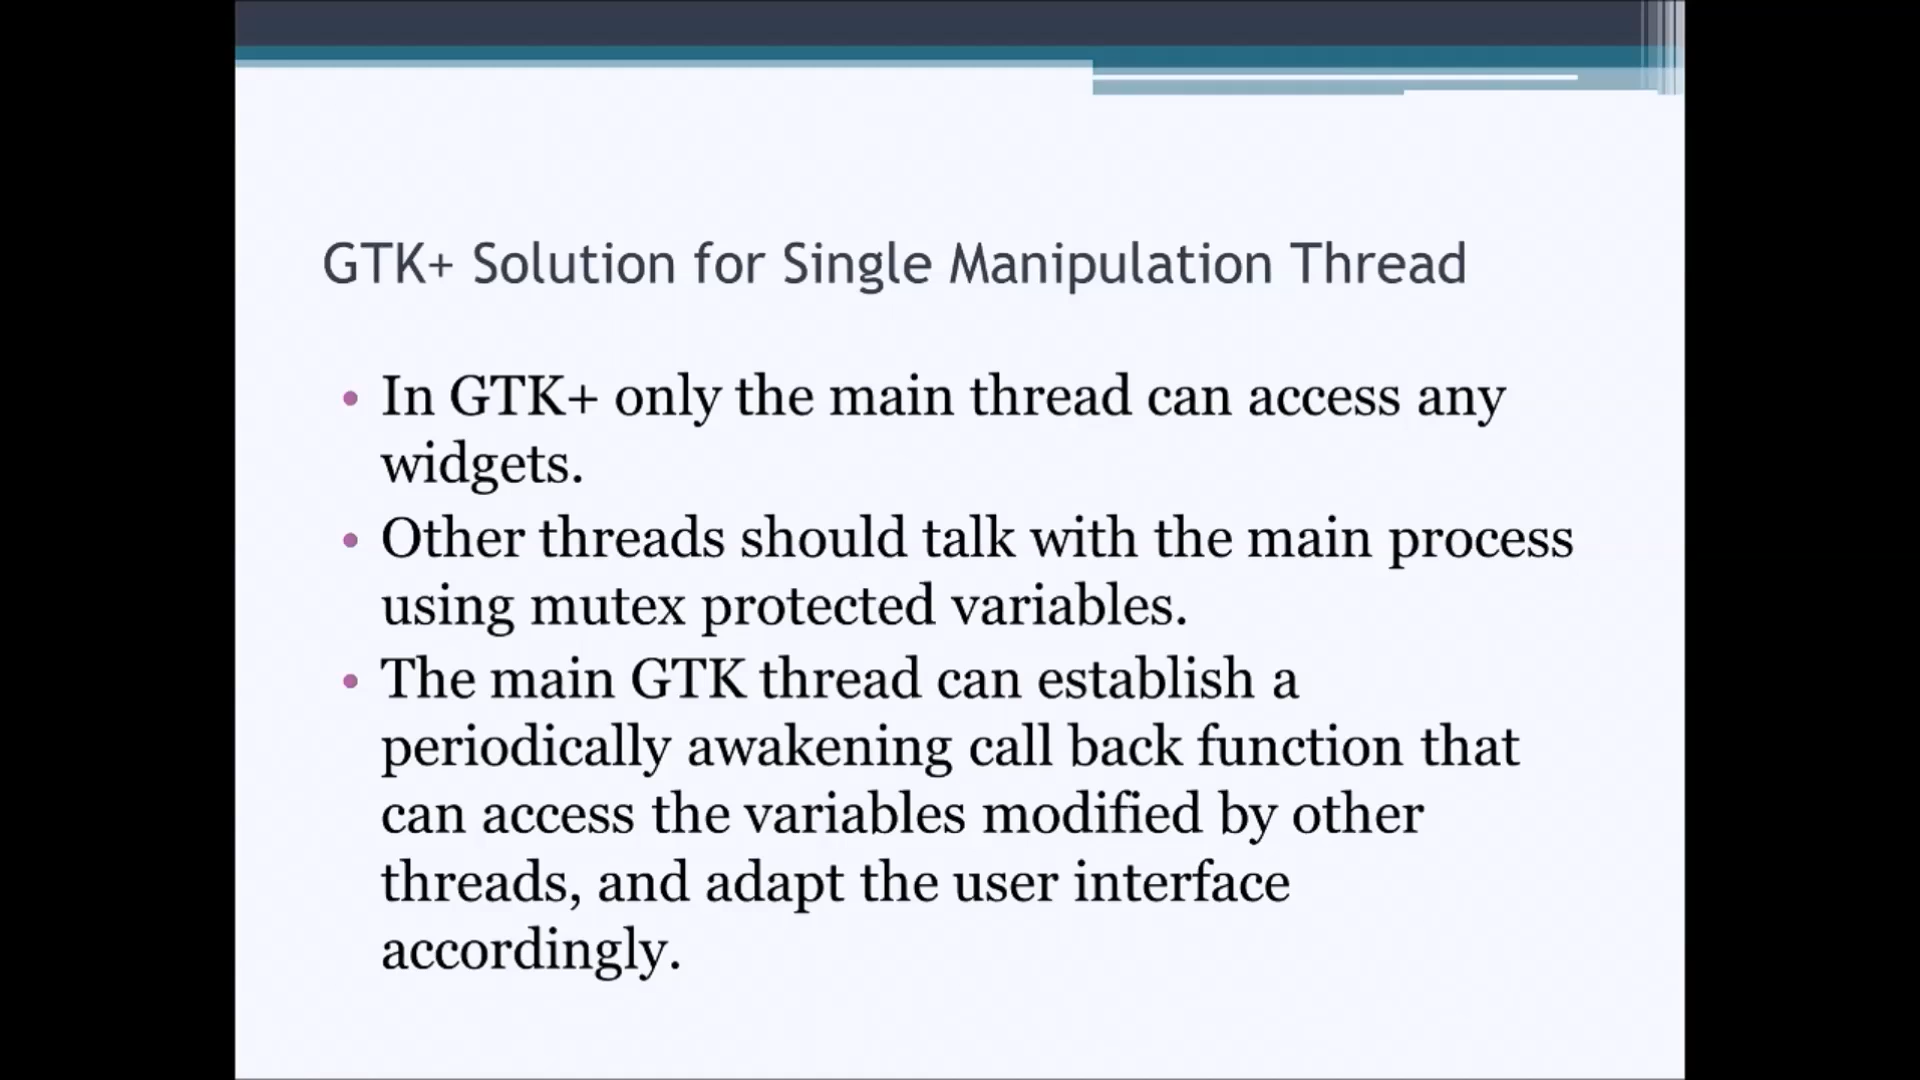 GTK+ Solution for Single Manipulation Thread
• In GTK+ only the main thread can access any
widgets.
• Other threads should talk with the main process
using mutex protected variables.
• The main GTK thread can establish a
periodically awakening call back function that
can access the variables modified by other
threads, and adapt the user interface
accordingly.